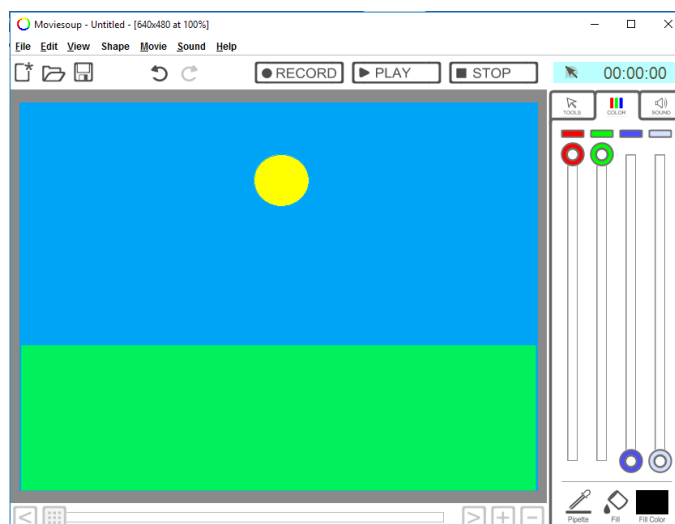 Moviesoup - Untitled - [640x480 at 100%]
File Edit View Shape Movie Sound Help
RECORD PLAY STOP 00:00:00
TOOLS COLOR SOUND
Pipette Fill Fill Color